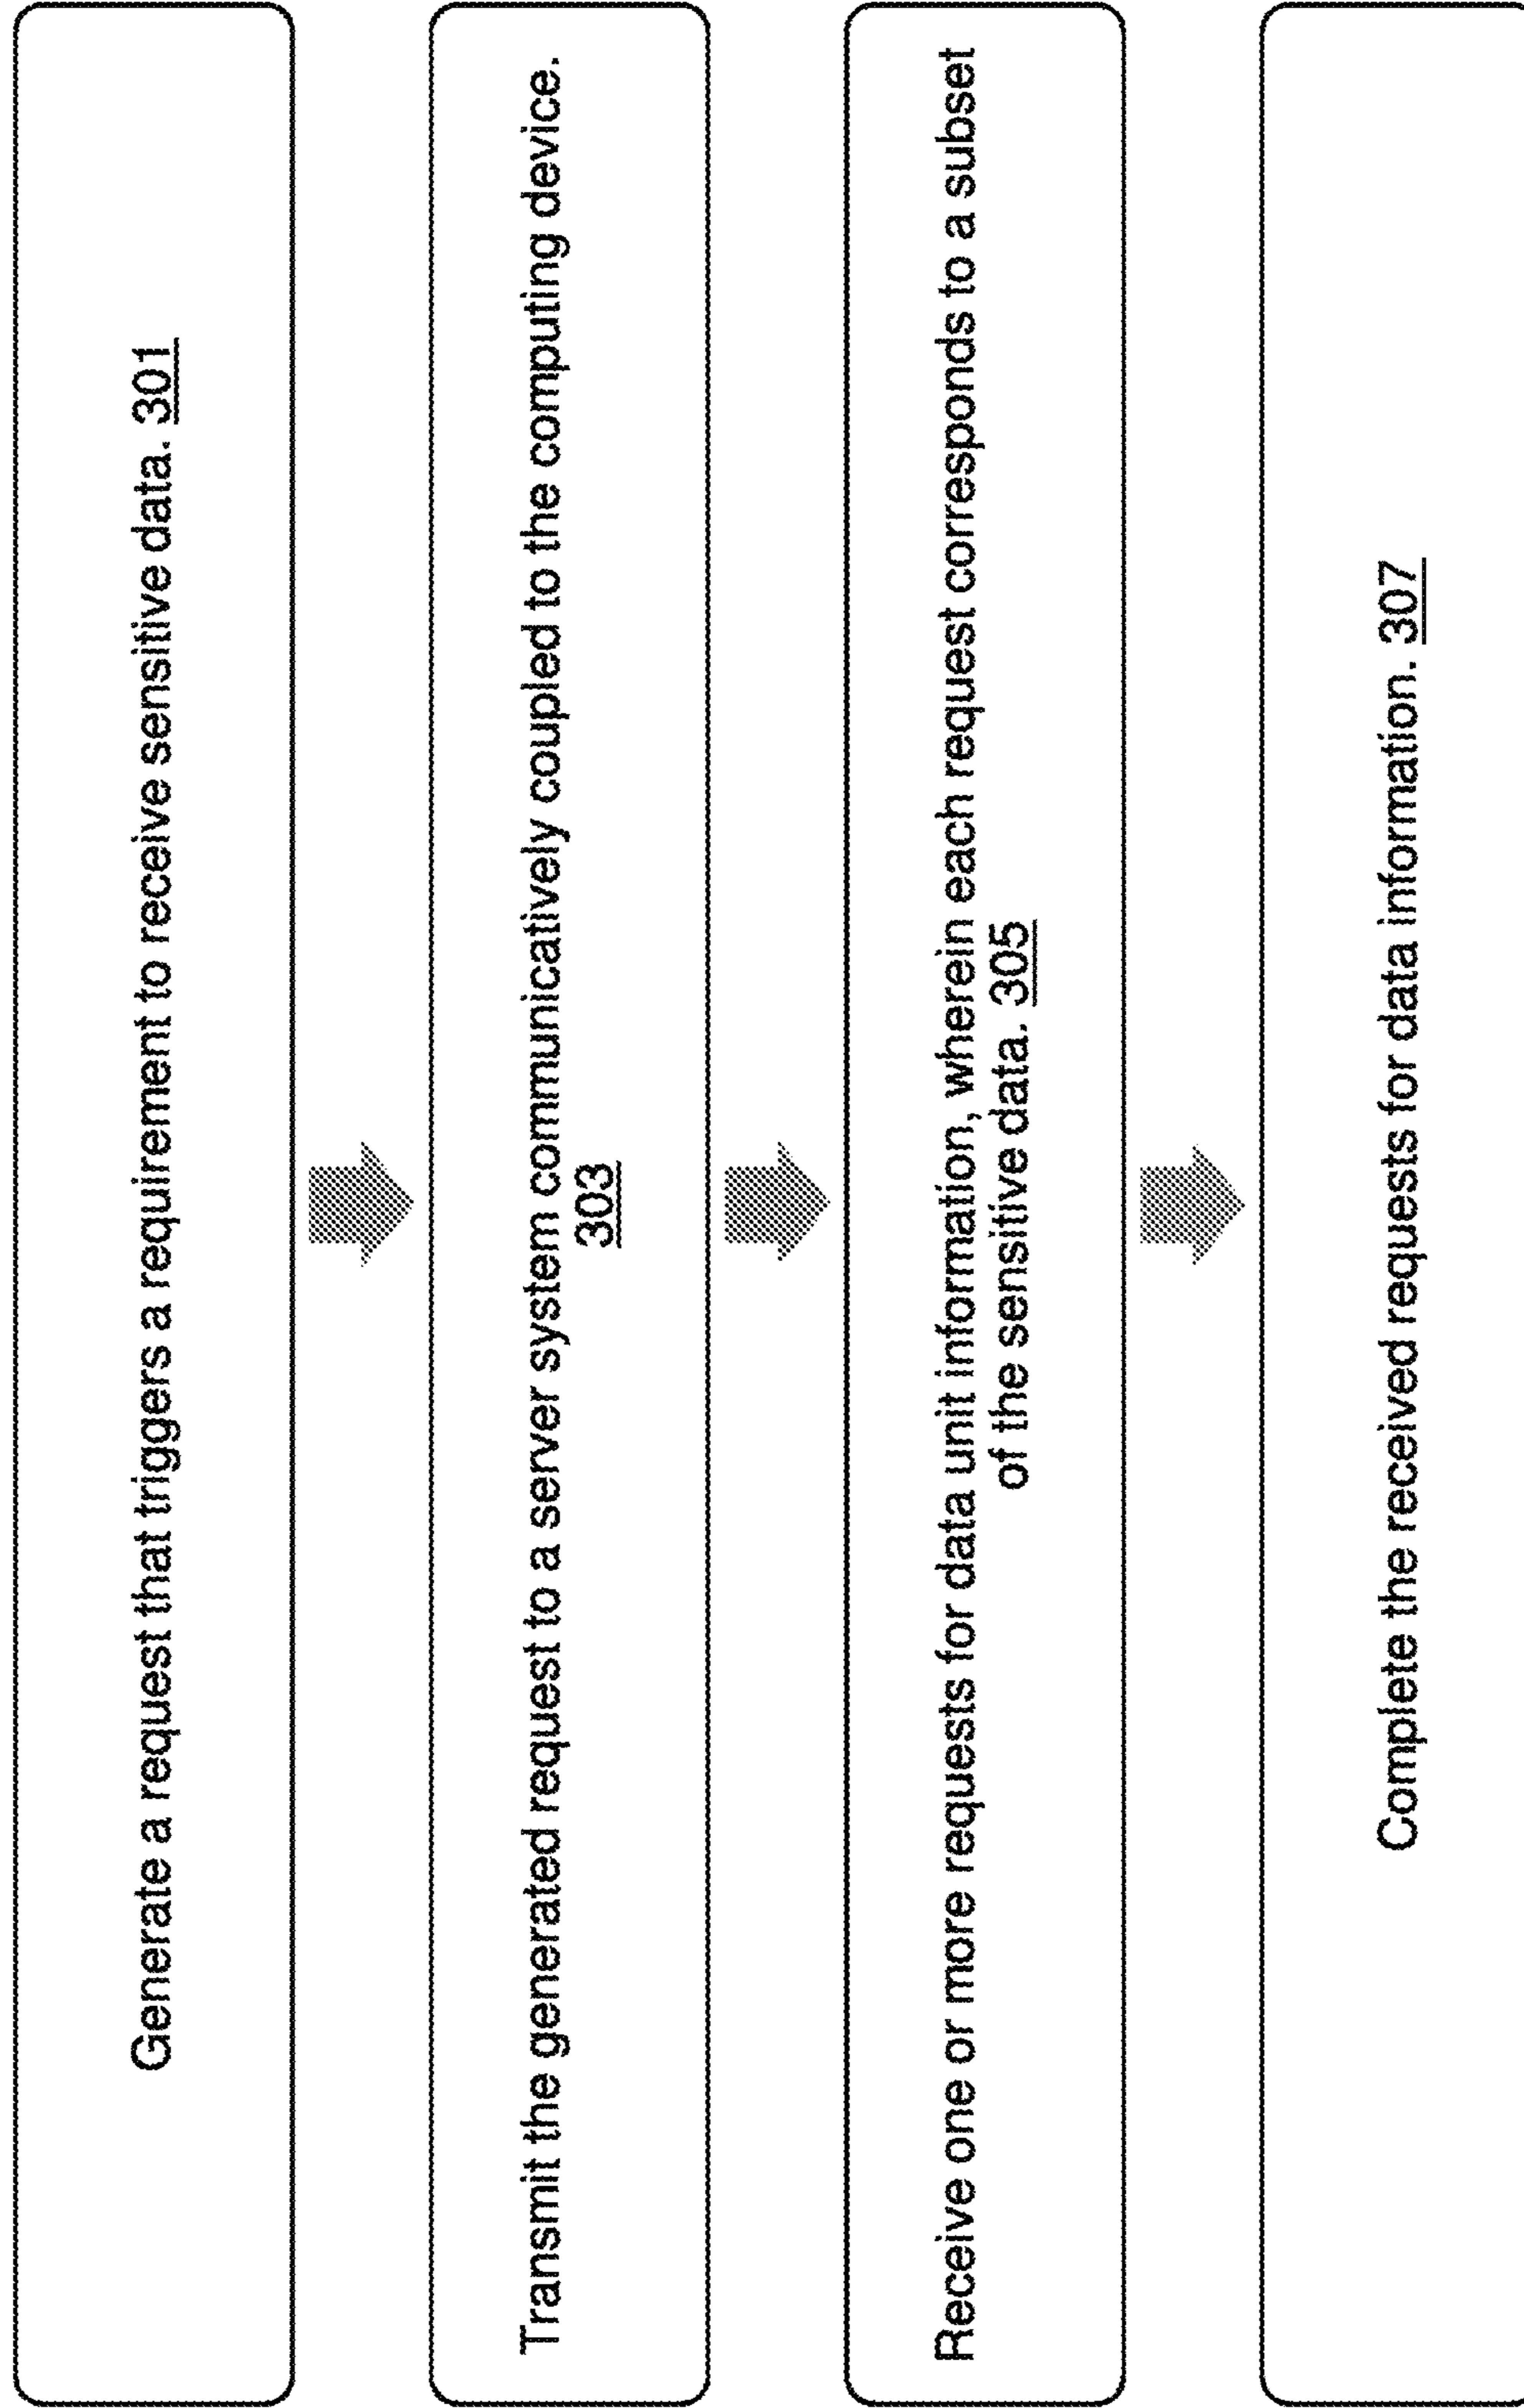 Generate a request that triggers a requirement to receive sensitive data. 301
Transmit the generated request to a server system communicatively coupled to the computing device.
303
Receive one or more requests for data unit information, wherein each request corresponds to a subset
of the sensitive data. 305
Complete the received requests for data information. 307